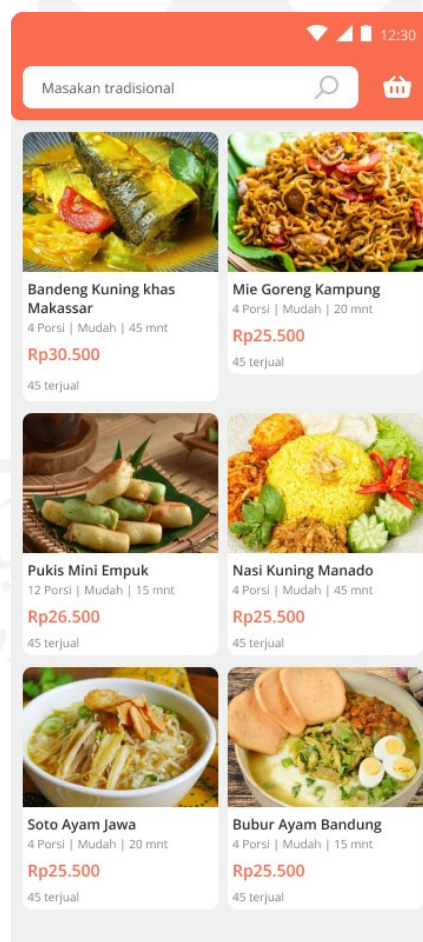 12:30
Masakan tradisional
Bandeng Kuning khas
Makassar
4 Porsi | Mudah | 45 mnt
Rp30.500
45 terjual
Mie Goreng Kampung
4 Porsi | Mudah | 20 mnt
Rp25.500
45 terjual
Pukis Mini Empuk
12 Porsi | Mudah | 15 mnt
Rp26.500
45 terjual
Nasi Kuning Manado
4 Porsi | Mudah | 45 mnt
Rp25.500
45 terjual
Soto Ayam Jawa
4 Porsi | Mudah | 20 mnt
Rp25.500
45 terjual
Bubur Ayam Bandung
4 Porsi | Mudah | 15 mnt
Rp25.500
45 terjual